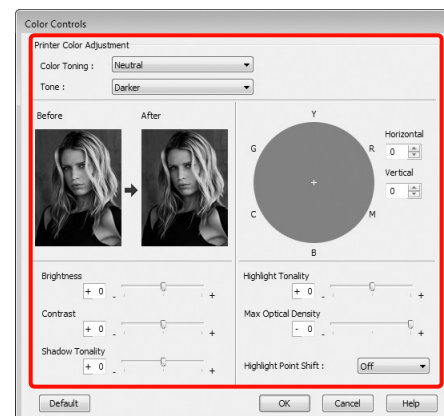 Color Controls
Printer Color Adjustment
Color Toning : Neutral
Tone : Darker
Before After
Y
G R
C M
B
Horizontal
0
Vertical
0
Brightness
+ 0 - +
Contrast
+ 0 - +
Shadow Tonality
+ 0 - +
Highlight Tonality
+ 0 - +
Max Optical Density
- 0 - +
Highlight Point Shift : Off
Default OK Cancel Help